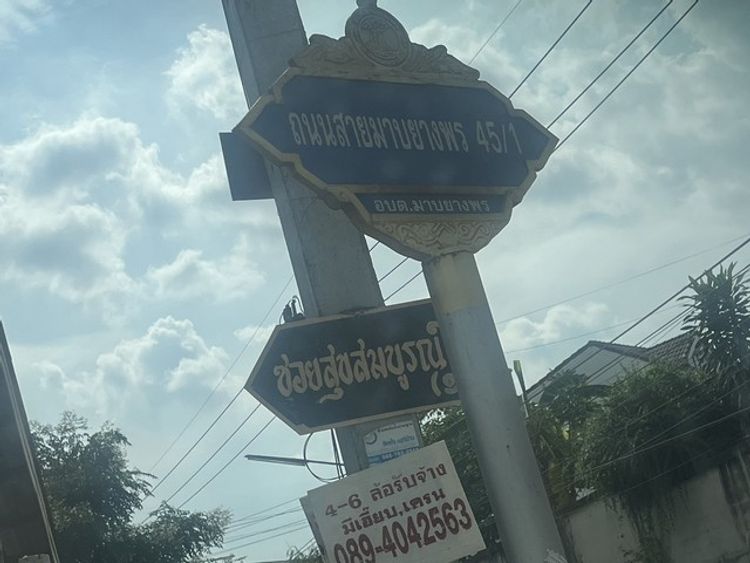 ถนนสายมาบยางพร 45/1
อบต.มาบยางพร
ซอยสุขสมบูรณ์
4-6 ล้อรับจ้าง
มีเฮี๊ยบ,เครน
089-4042563